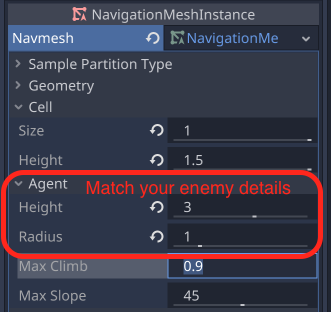 NavigationMeshInstance
Navmesh NavigationMe
Sample Partition Type
Geometry
Cell
Size 1
Height 1.5
Agent Match your enemy details
Height 3
Radius 1
Max Climb 0.9
Max Slope 45